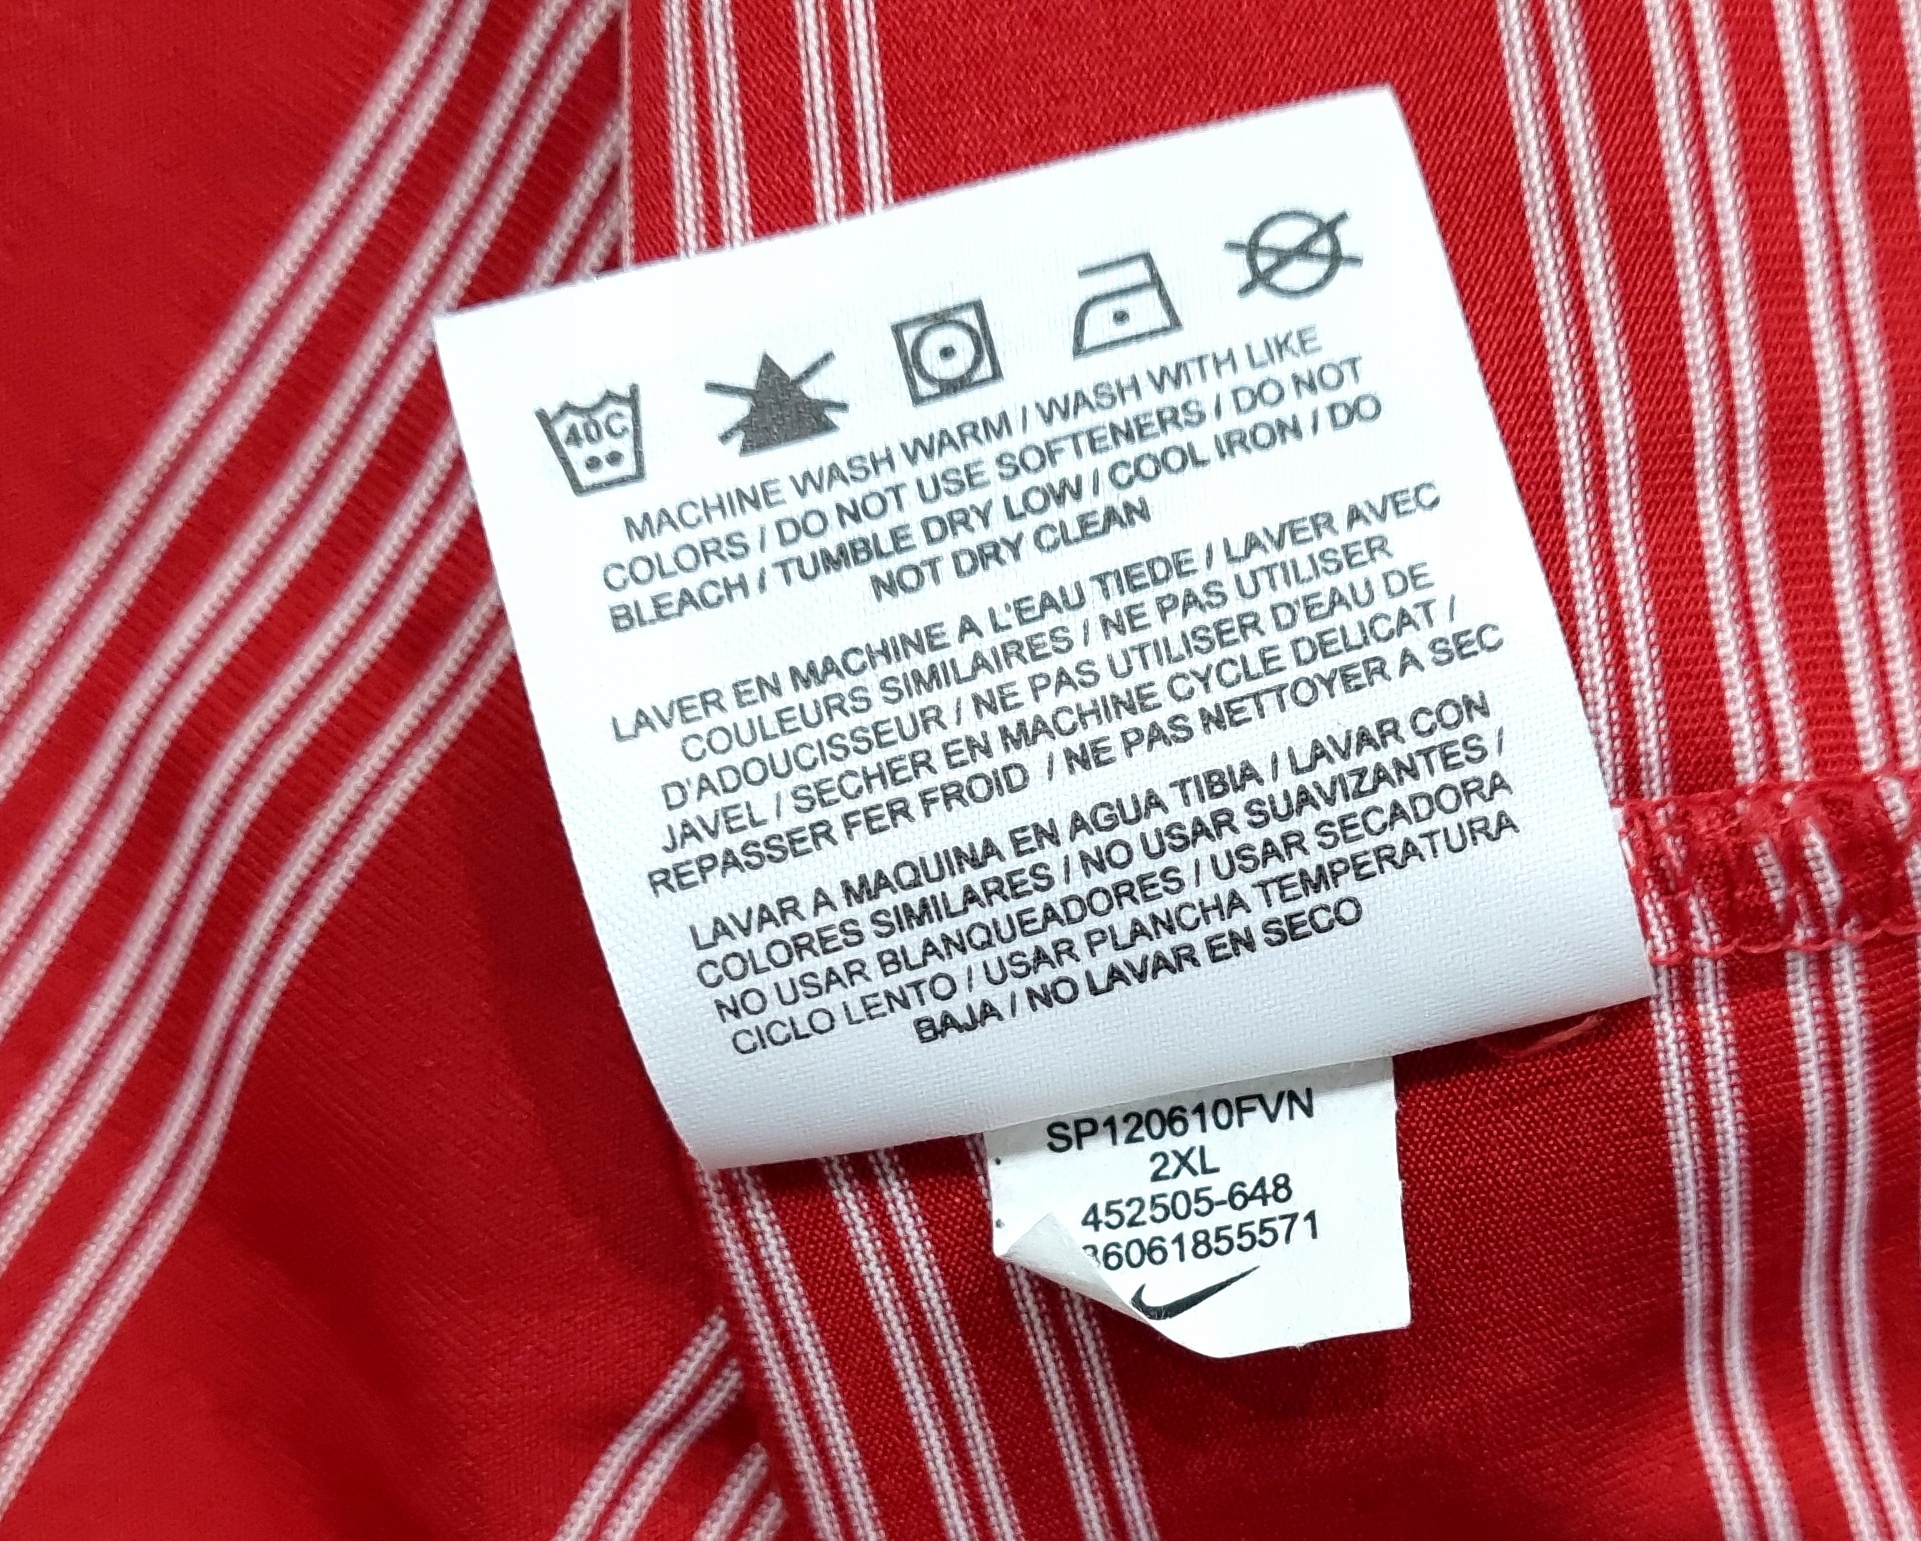 40C
MACHINE WASH WARM / WASH WITH LIKE
COLORS / DO NOT USE SOFTENERS / DO NOT
BLEACH / TUMBLE DRY LOW / COOL IRON / DO
NOT DRY CLEAN
LAVER EN MACHINE A L'EAU TIEDE / LAVER AVEC
COULEURS SIMILAIRES / NE PAS UTILISER
D'ADOUCISSEUR / NE PAS UTILISER D'EAU DE
JAVEL / SECHER EN MACHINE CYCLE DELICAT /
REPASSER FER FROID / NE PAS NETTOYER A SEC
LAVAR A MAQUINA EN AGUA TIBIA / LAVAR CON
COLORES SIMILARES / NO USAR SUAVIZANTES /
NO USAR BLANQUEADORES / USAR SECADORA
CICLO LENTO / USAR PLANCHA TEMPERATURA
BAJA / NO LAVAR EN SECO
SP120610FVN
2XL
452505-648